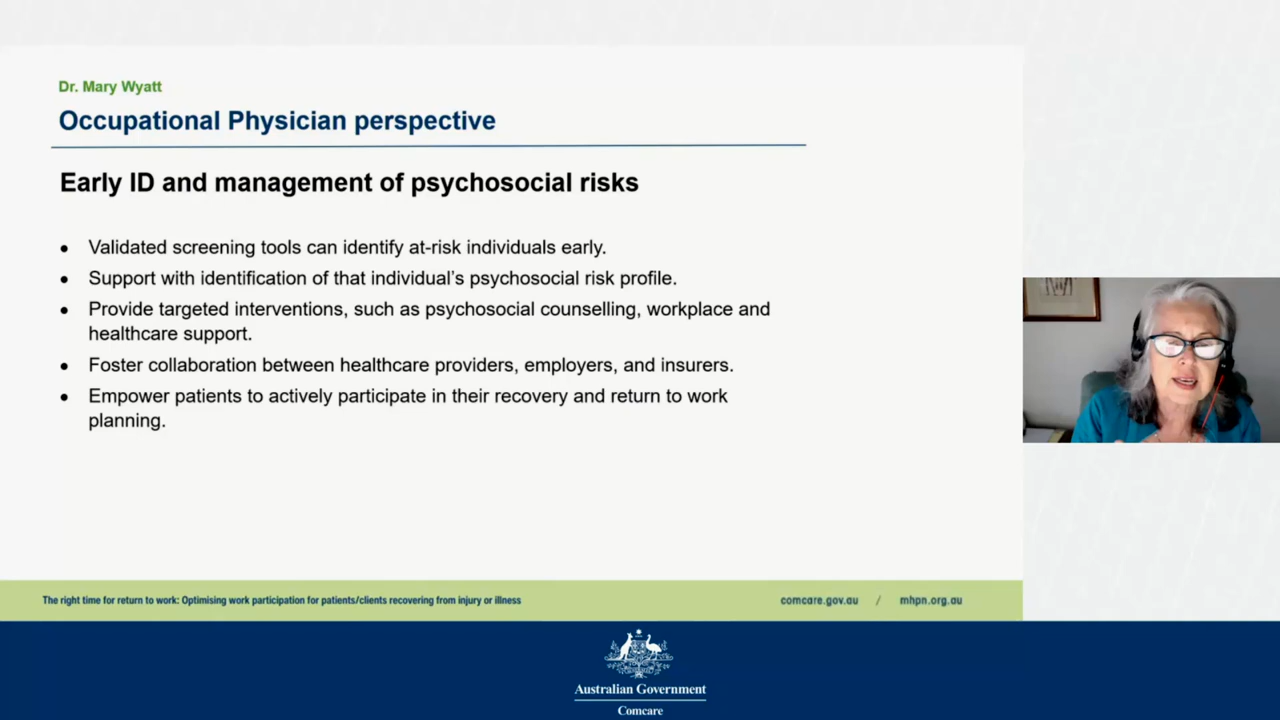 Dr. Mary Wyatt
Occupational Physician perspective
Early ID and management of psychosocial risks
• Validated screening tools can identify at-risk individuals early.
• Support with identification of that individual's psychosocial risk profile.
• Provide targeted interventions, such as psychosocial counselling, workplace and
healthcare support.
• Foster collaboration between healthcare providers, employers, and insurers.
• Empower patients to actively participate in their recovery and return to work
planning.
The right time for return to work: Optimising work participation for patients/clients recovering from injury or illness
comcare.gov.au / mhpn.org.au
Australian Government
Comcare